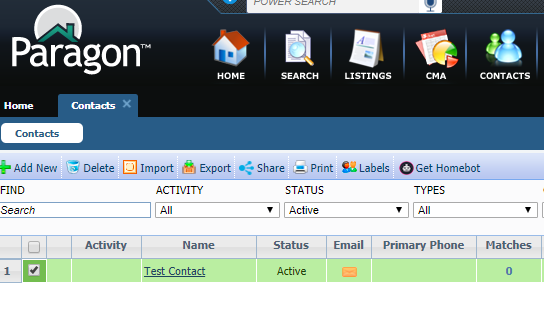 POWER SEARCH
Paragon™
HOME SEARCH LISTINGS CMA CONTACTS
Home Contacts
Contacts
Add New Delete Import Export Share Print Labels Get Homebot
FIND ACTIVITY STATUS TYPES
Search All Active All
Activity Name Status Email Primary Phone Matches
1 Test Contact Active 0